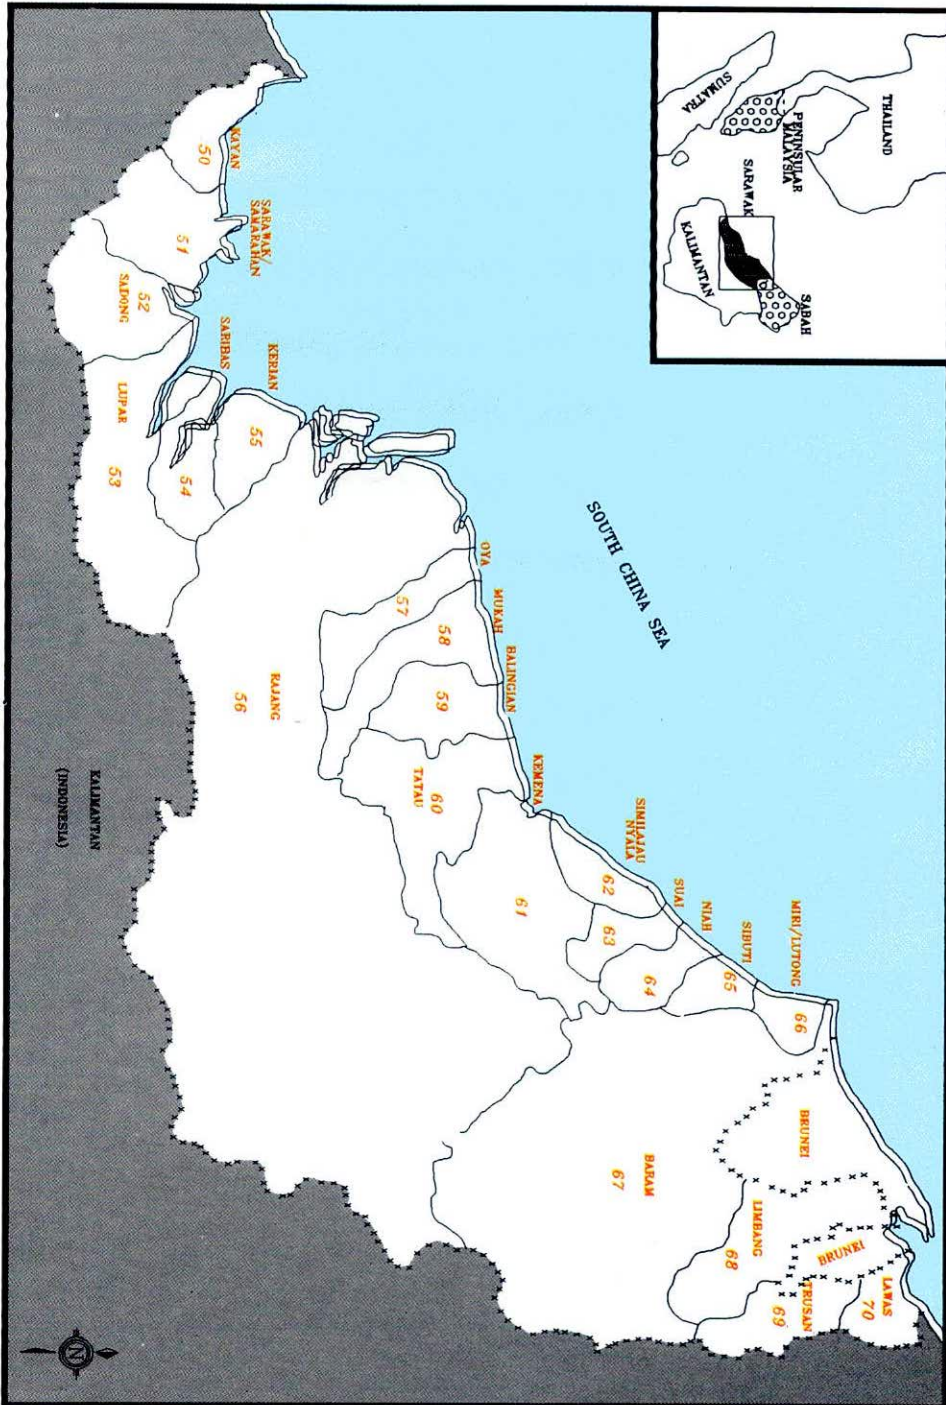 THAILAND
PENINSULAR
MALAYSIA
SUMATRA
SARAWAK
KALIMANTAN
SABAH
SOUTH CHINA SEA
KAYAN
50
SARAWAK/
SAMARAHAN
51
52
SADONG
LUPAR
53
SARIBAS
54
KERIAN
55
RAJANG
56
OYA
57
MUKAH
58
BALINGIAN
59
60
TATAU
KEMENA
61
SIMILAJAU
NYALA
62
SUAI
63
NIAH
64
SIBUTI
65
MIRI/LUTONG
66
BARAM
67
BRUNEI
LIMBANG
68
BRUNEI
TRUSAN
69
LAWAS
70
KALIMANTAN
(INDONESIA)
N